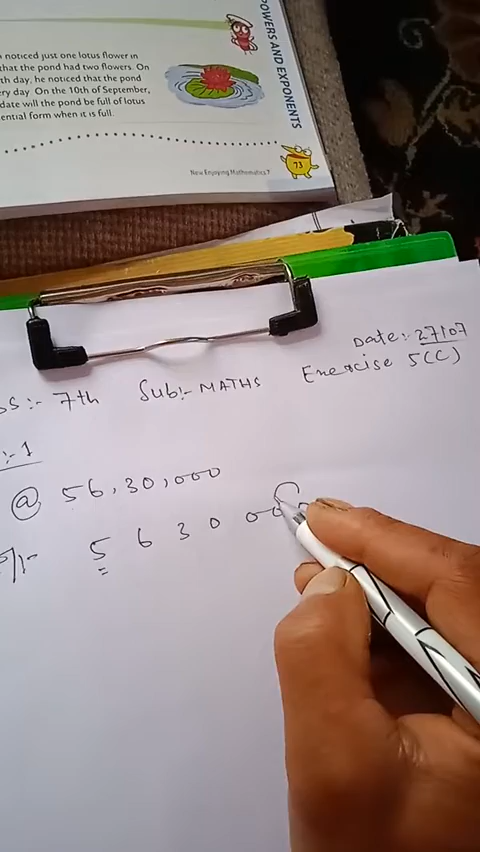 noticed just one lotus flower in
that the pond had two flowers. On
th day, he noticed that the pond
ry day. On the 10th of September,
date will the pond be full of lotus
ential form when it is full.
POWERS AND EXPONENTS
New Enjoying Mathematics 7
73
Date:- 27/07
ss:- 7th Sub:- MATHS Exercise 5(C)
:-1
(a) 56,30,000
5 6 3 0 00